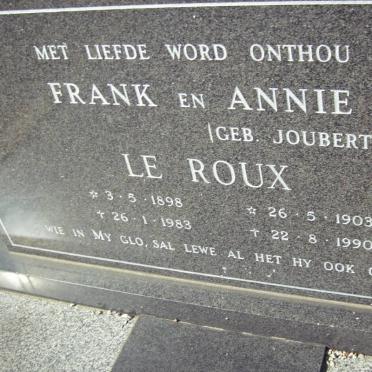 MET LIEFDE WORD ONTHOU
FRANK EN ANNIE
(GEB. JOUBERT
LE ROUX
* 3·5·1898 * 26·5·1903
† 26·1·1983 † 22·8·1990
WIE IN MY GLO, SAL LEWE AL HET HY OOK